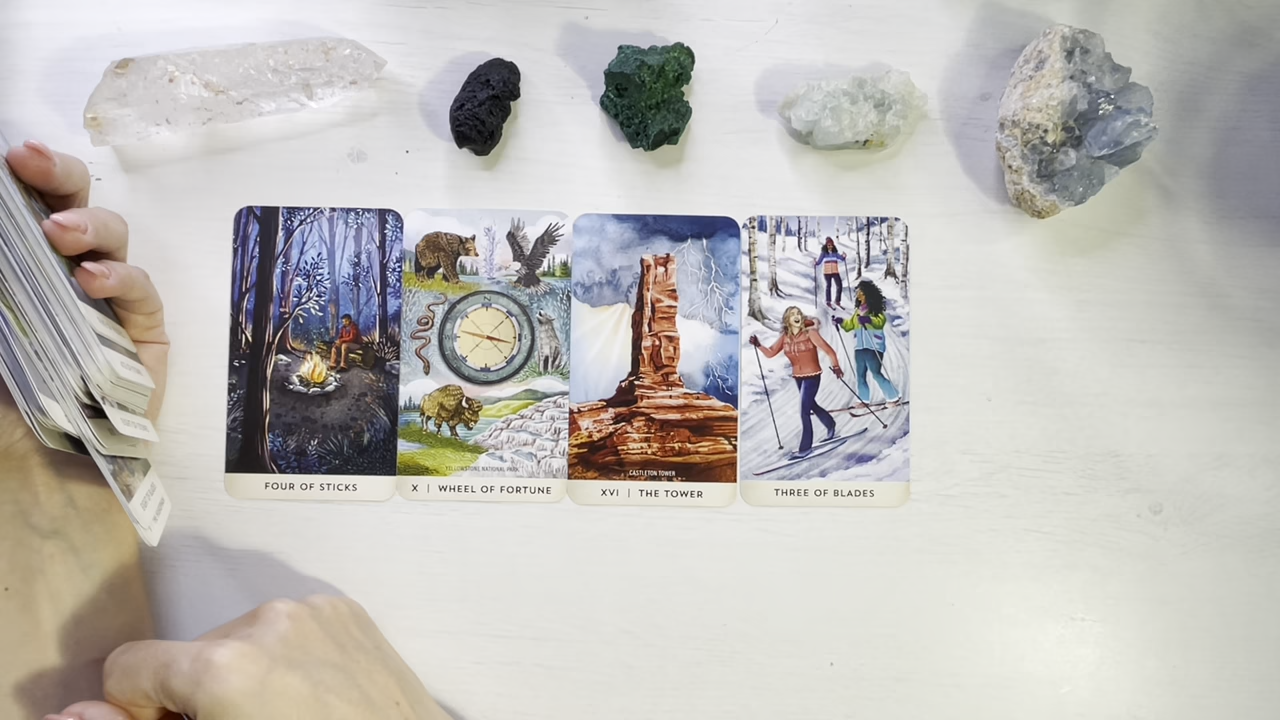 FOUR OF STICKS
YELLOWSTONE NATIONAL PARK
X | WHEEL OF FORTUNE
CASTLETON TOWER
XVI | THE TOWER
THREE OF BLADES